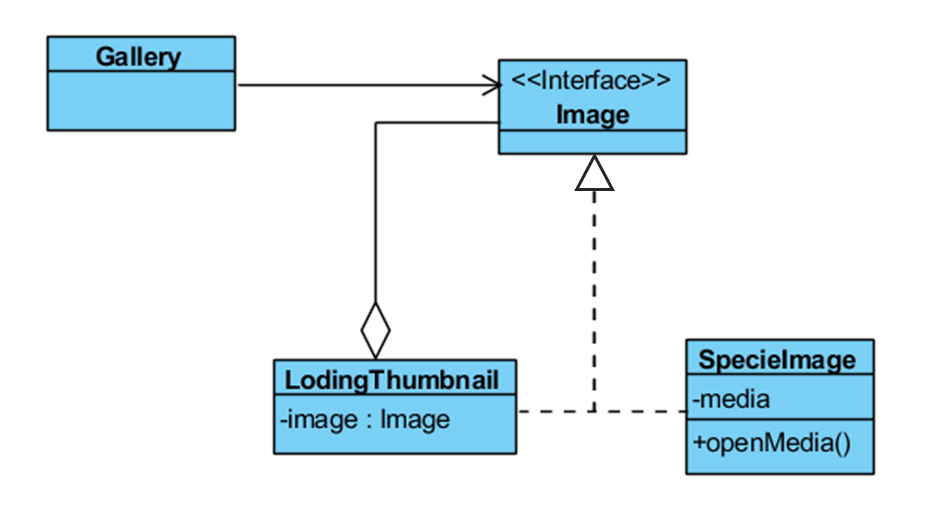 Gallery
<<Interface>>
Image
LodingThumbnail
-image : Image
SpecieImage
-media
+openMedia()